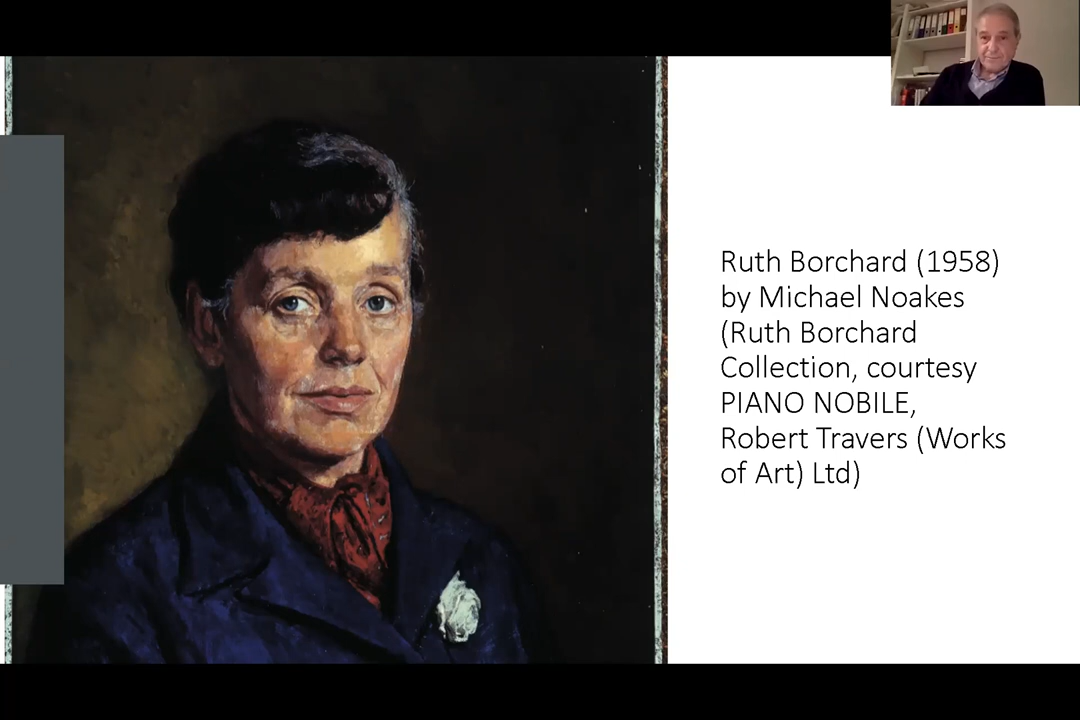 Ruth Borchard (1958)
by Michael Noakes
(Ruth Borchard
Collection, courtesy
PIANO NOBILE,
Robert Travers (Works
of Art) Ltd)